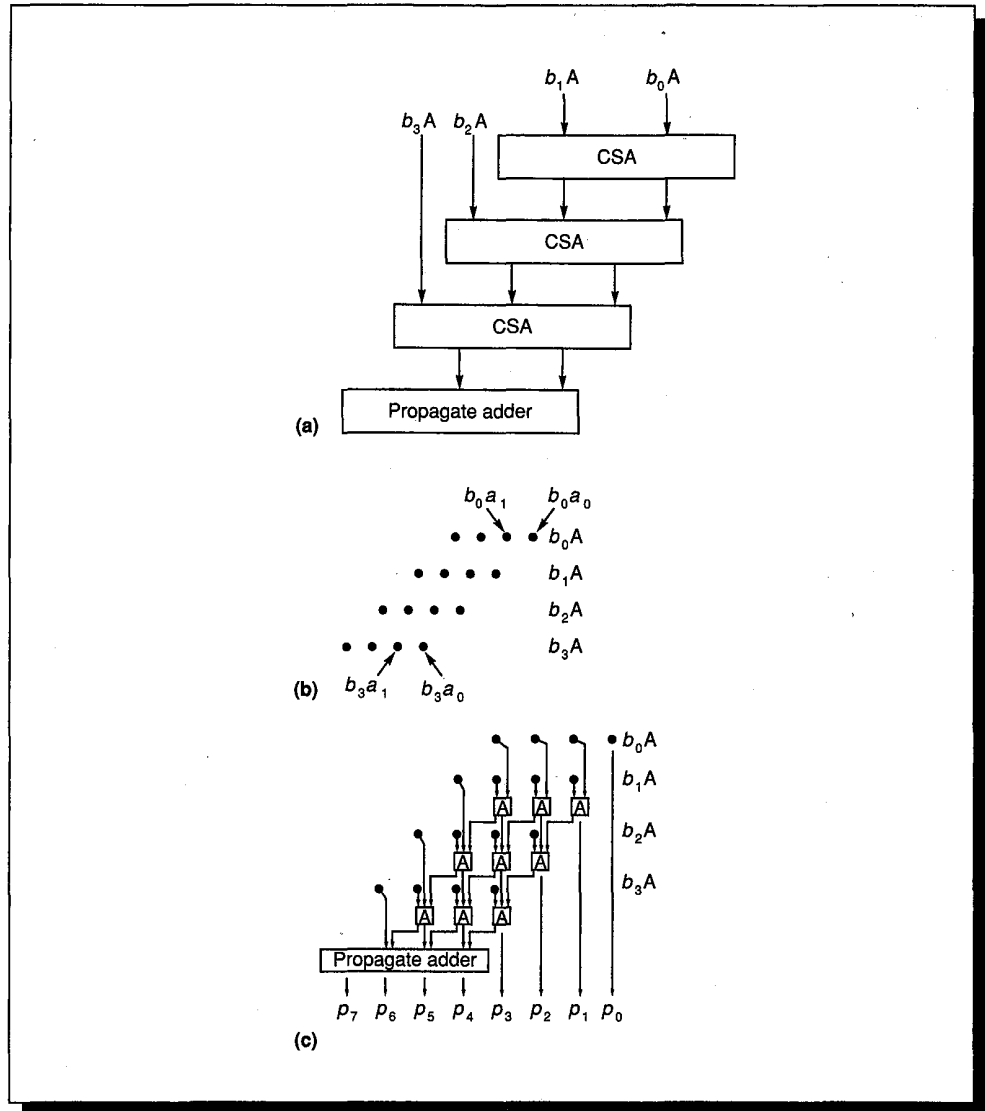 b₁A b₀A
b₃A b₂A
CSA
CSA
CSA
Propagate adder
(a)
b₀a₁ b₀a₀
b₀A
b₁A
b₂A
b₃A
b₃a₁ b₃a₀
(b)
b₀A
b₁A
A A A
b₂A
A A A
b₃A
A A A
Propagate adder
p₇ p₆ p₅ p₄ p₃ p₂ p₁ p₀
(c)